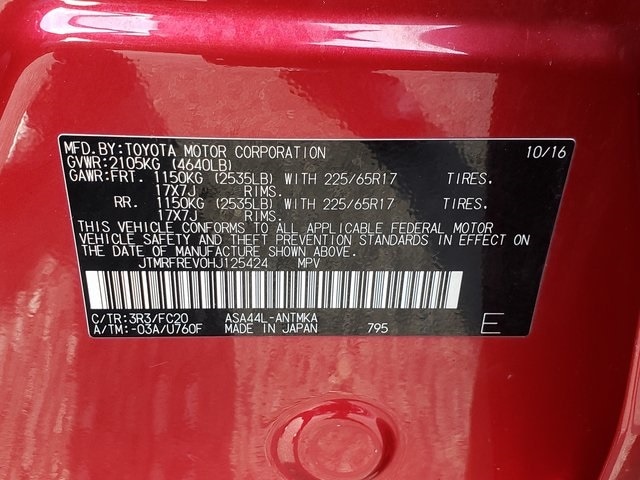 MFD.BY:TOYOTA MOTOR CORPORATION 10/16
GVWR:2105KG (4640LB)
GAWR:FRT. 1150KG (2535LB) WITH 225/65R17 TIRES.
17X7J RIMS.
RR. 1150KG (2535LB) WITH 225/65R17 TIRES.
17X7J RIMS.
THIS VEHICLE CONFORMS TO ALL APPLICABLE FEDERAL MOTOR
VEHICLE SAFETY AND THEFT PREVENTION STANDARDS IN EFFECT ON
THE DATE OF MANUFACTURE SHOWN ABOVE.
JTMRFREV0HJ125424 MPV
C/TR:3R3/FC20 ASA44L-ANTMKA
A/TM:-03A/U760F MADE IN JAPAN 795 E